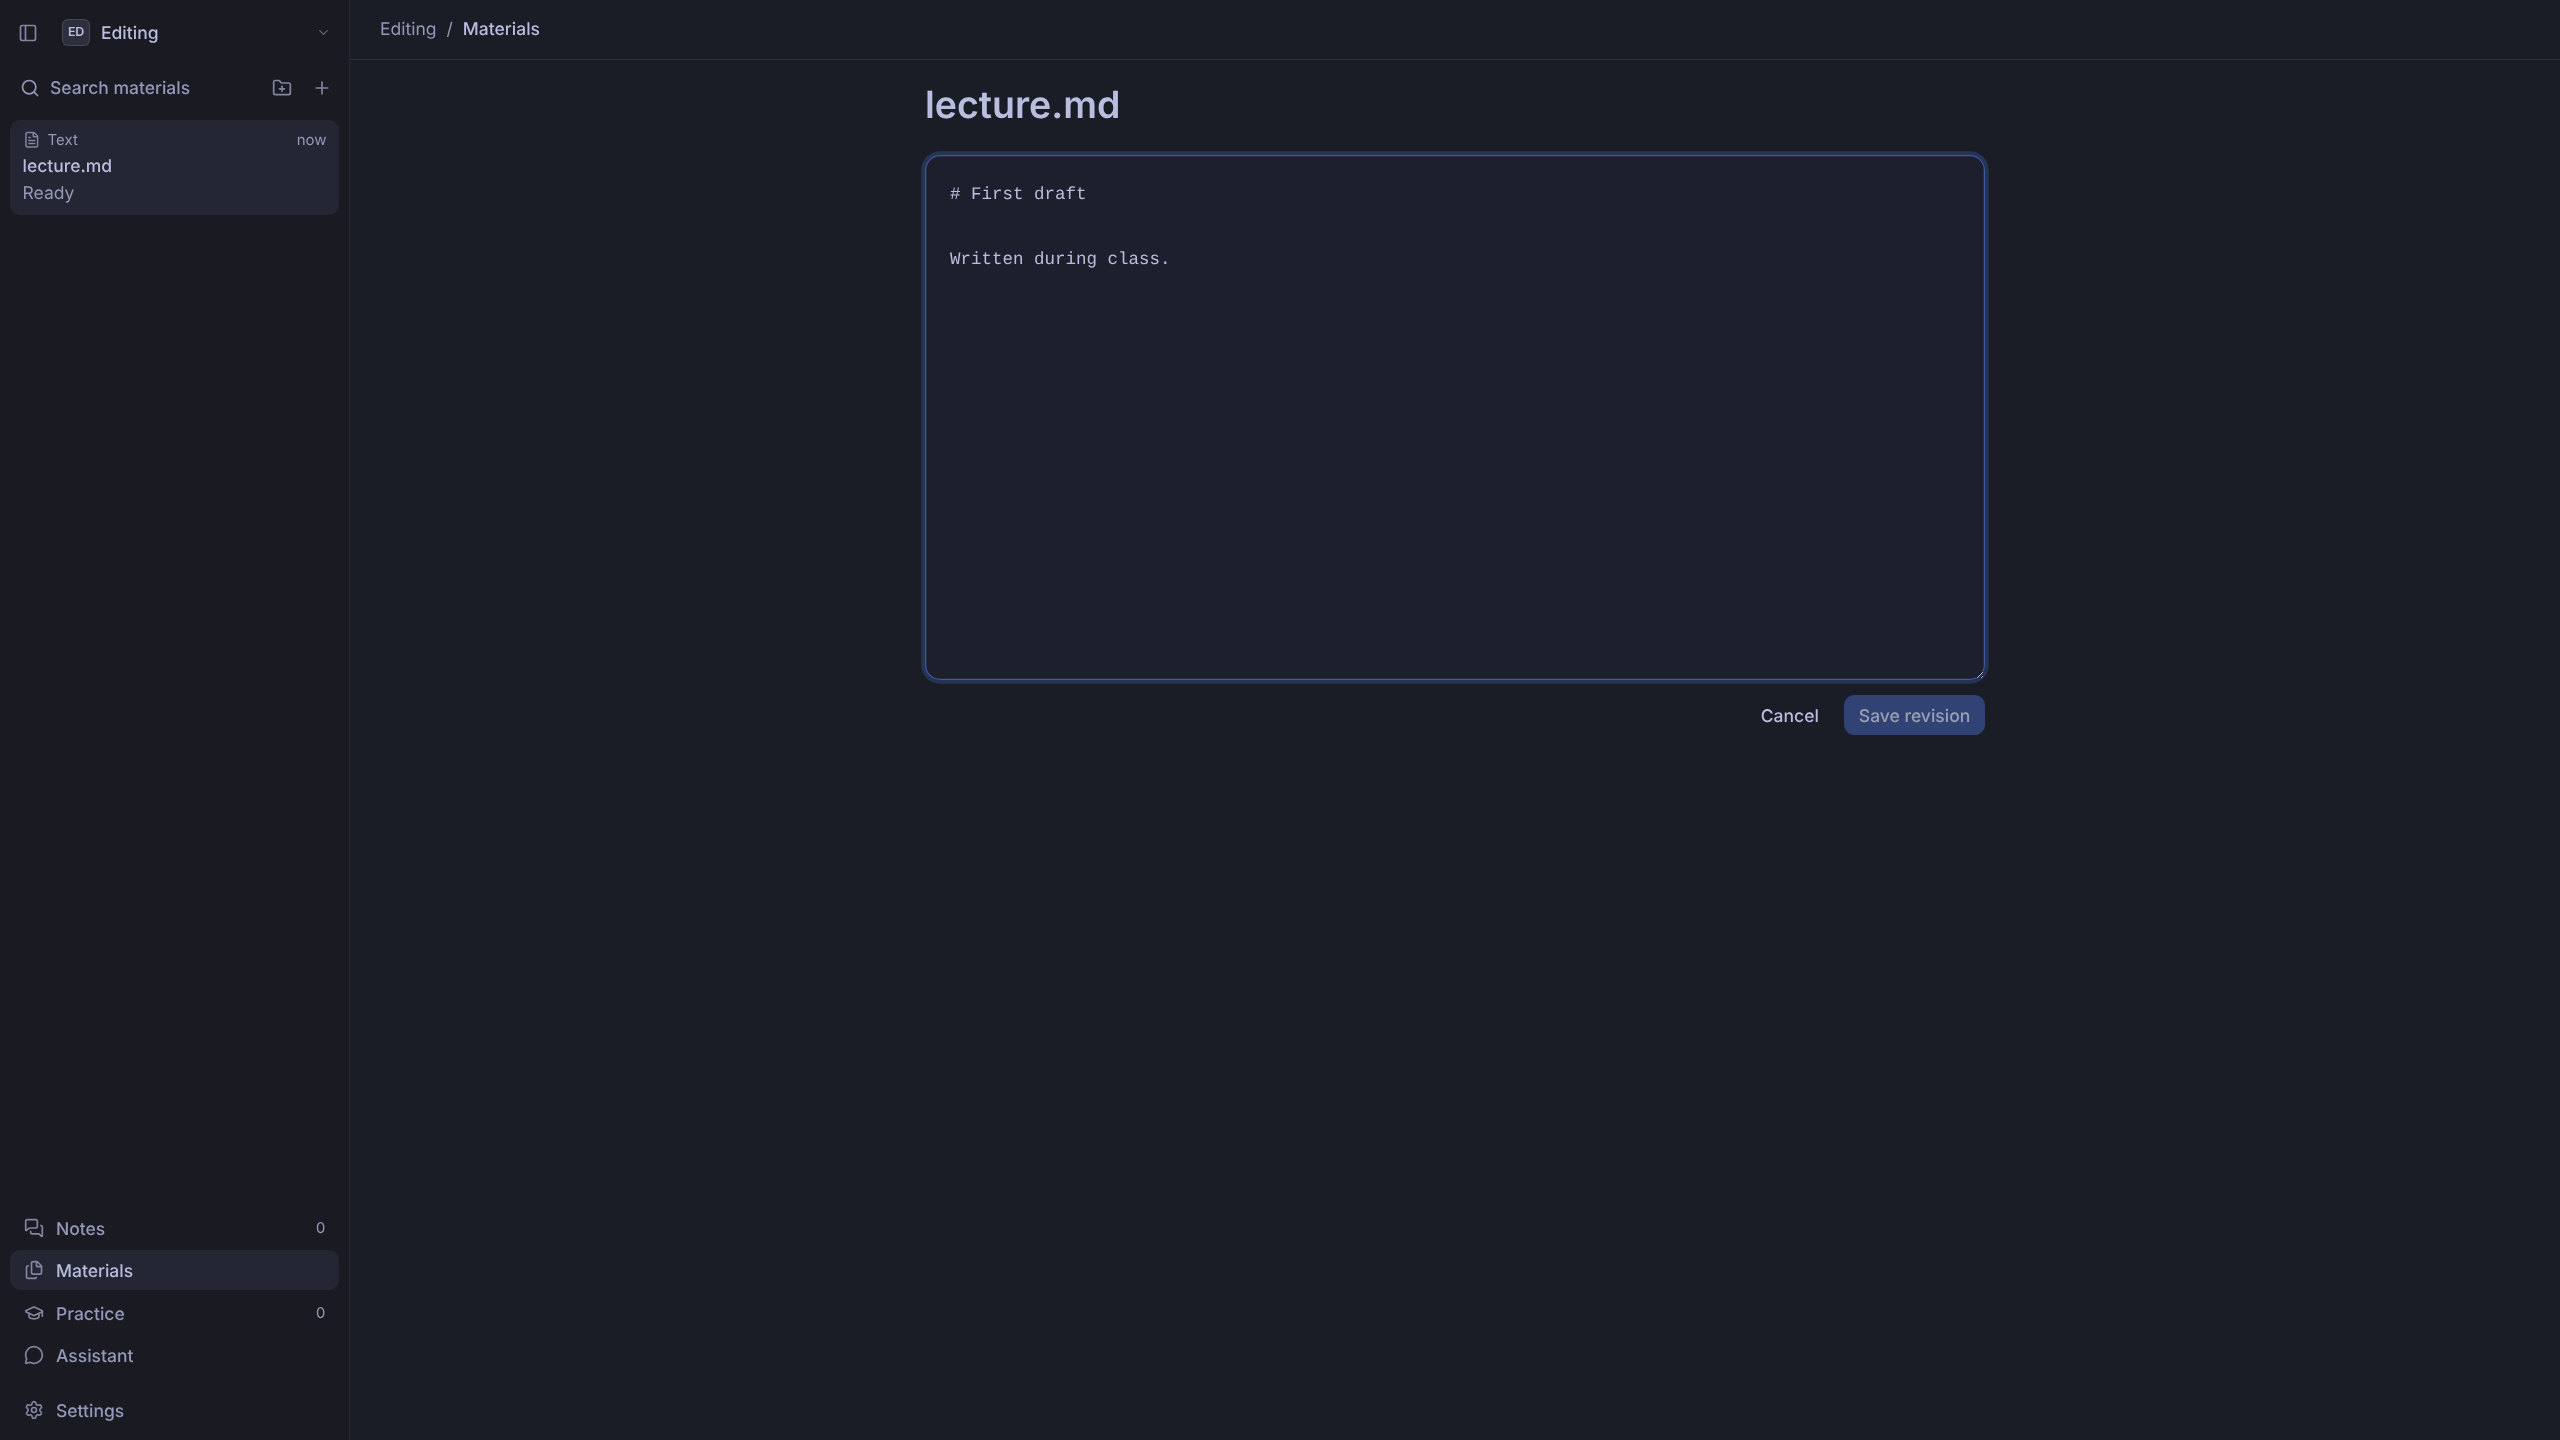 ED Editing
Search materials
Text now
lecture.md
Ready
Notes 0
Materials
Practice 0
Assistant
Settings
Editing / Materials
lecture.md
# First draft
Written during class.
Cancel Save revision